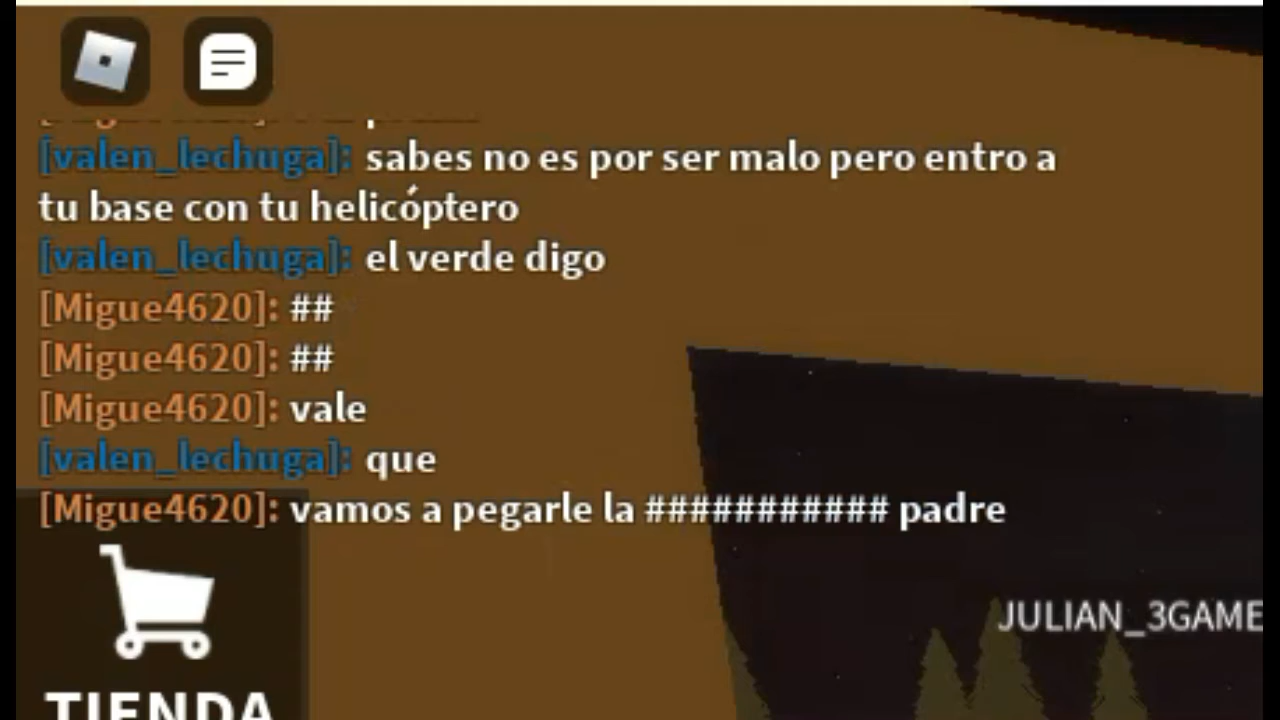 [valen_lechuga]: sabes no es por ser malo pero entro a
tu base con tu helicóptero
[valen_lechuga]: el verde digo
[Migue4620]: ##
[Migue4620]: ##
[Migue4620]: vale
[valen_lechuga]: que
[Migue4620]: vamos a pegarle la ########### padre
JULIAN_3GAME
TIENDA